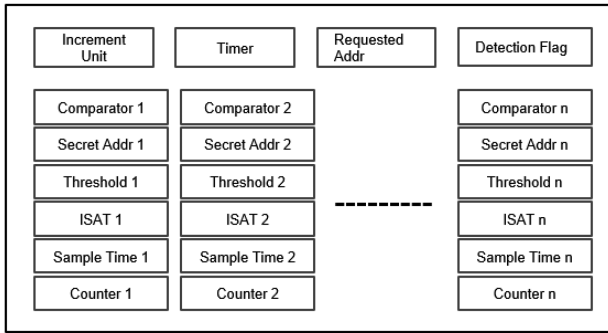 Increment
Unit
Timer
Requested
Addr
Detection Flag
Comparator 1
Comparator 2
Comparator n
Secret Addr 1
Secret Addr 2
Secret Addr n
Threshold 1
Threshold 2
Threshold n
ISAT 1
ISAT 2
ISAT n
Sample Time 1
Sample Time 2
Sample Time n
Counter 1
Counter 2
Counter n